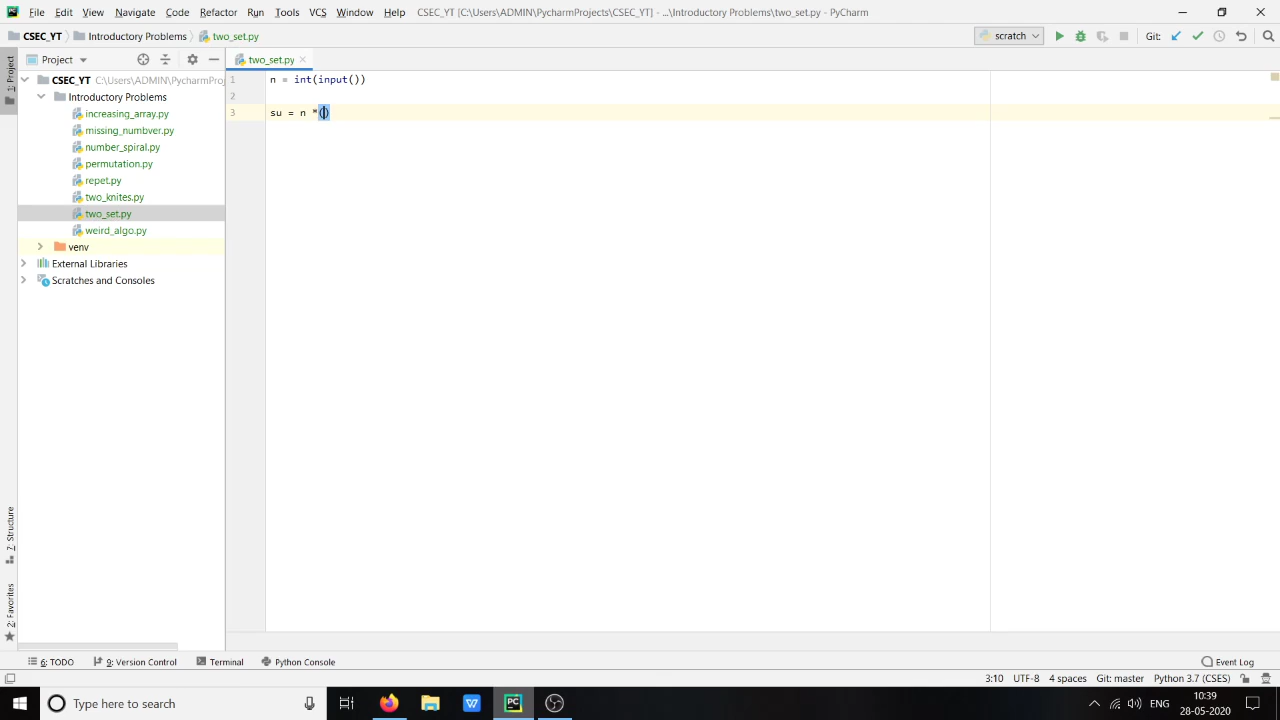 File Edit View Navigate Code Refactor Run Tools VCS Window Help CSEC_YT [C:\Users\ADMIN\PycharmProjects\CSEC_YT] - ...\Introductory Problems\two_set.py - PyCharm
CSEC_YT Introductory Problems two_set.py scratch Git:
1: Project
Project
two_set.py
CSEC_YT C:\Users\ADMIN\PycharmProj
Introductory Problems
increasing_array.py
missing_numbver.py
number_spiral.py
permutation.py
repet.py
two_knites.py
two_set.py
weird_algo.py
venv
External Libraries
Scratches and Consoles
1 n = int(input())
2
3 su = n *()
7: Structure
2: Favorites
6: TODO 9: Version Control Terminal Python Console Event Log
3:10 UTF-8 4 spaces Git: master Python 3.7 (CSES)
Type here to search
ENG
10:39
28-05-2020